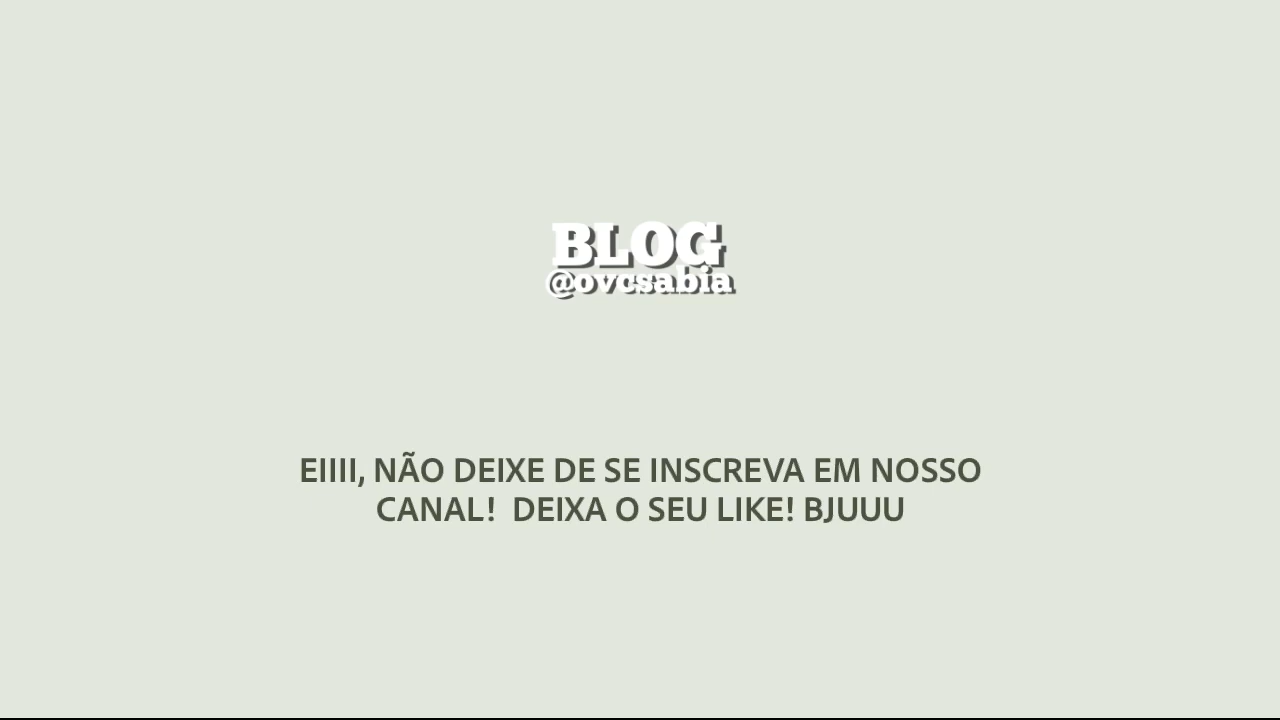 BLOG
@ovcsabia
EIIII, NÃO DEIXE DE SE INSCREVA EM NOSSO
CANAL!  DEIXA O SEU LIKE! BJUUU